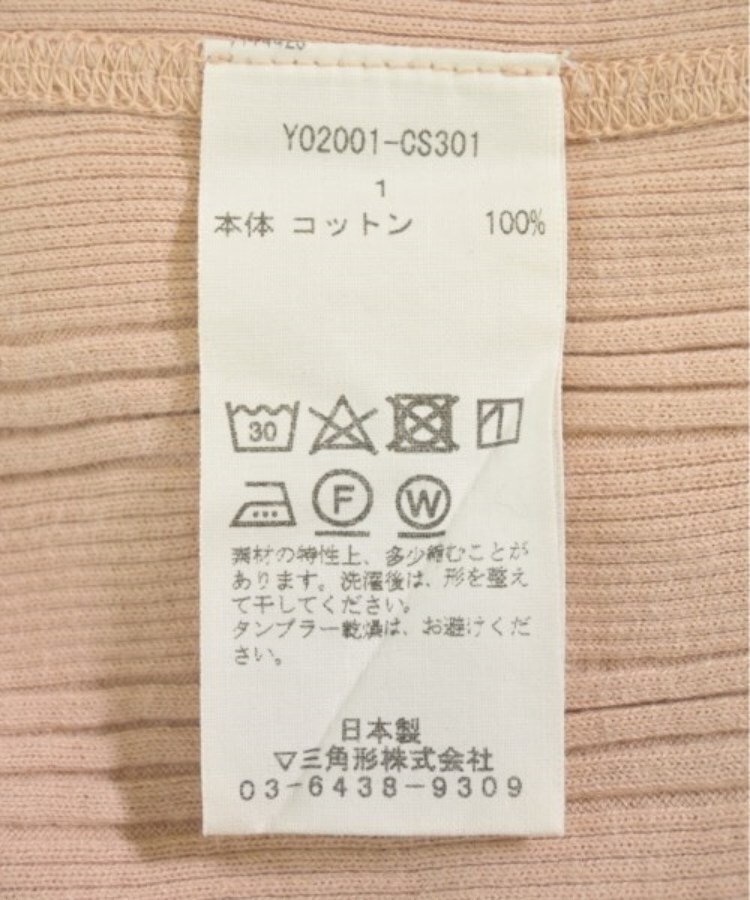 Y02001-CS301
1
本体 コットン 100%
30
F W
素材の特性上、多少縮むことが
あります。洗濯後は、形を整え
て干してください。
タンブラー乾燥は、お避けくだ
さい。
日本製
▽三角形株式会社
03-6438-9309